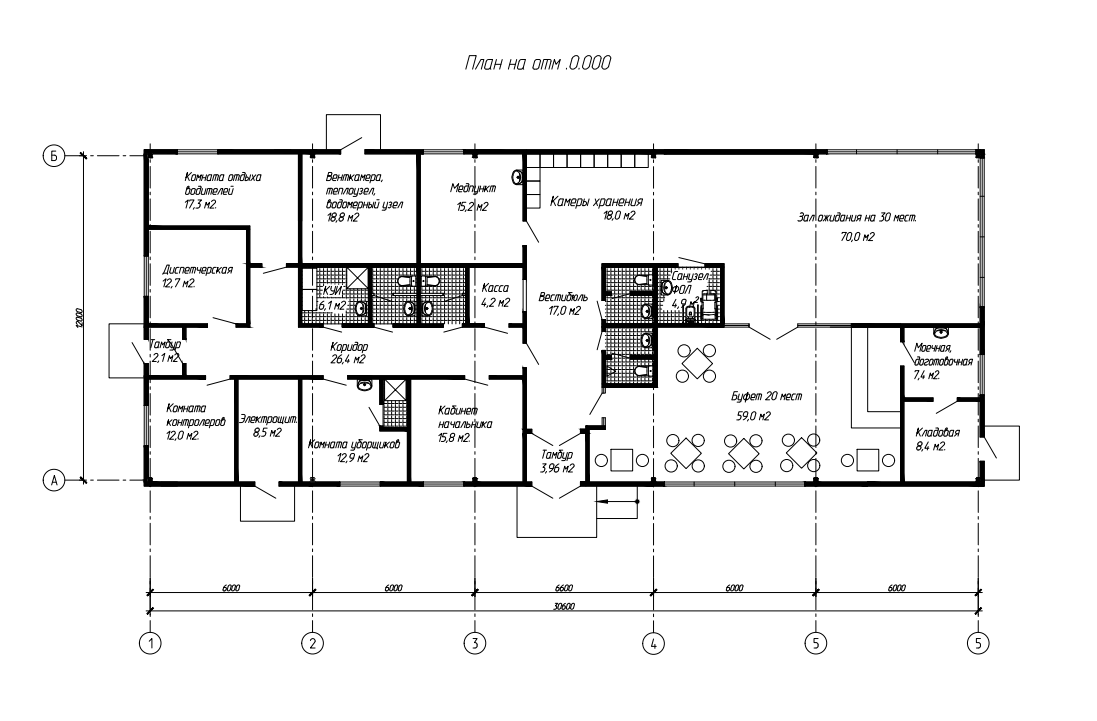 План на отм .0.000
Б
Комната отдыха
водителей
17,3 м2.
Венткамера,
теплоузел,
водомерный узел
18,8 м2
Медпункт
15,2 м2
Камеры хранения
18,0 м2
Зал ожидания на 30 мест.
70,0 м2
Диспетчерская
12,7 м2.
КУИ
6,1 м2
Касса
4,2 м2
Вестибюль
17,0 м2
Санузел
ФОЛ
4,9 м2
12000
Тамбур
2,1 м2
Коридор
26,4 м2
Моечная,
доготовочная
7,4 м2.
Комната
контролеров
12,0 м2.
Электрощит.
8,5 м2
Комната уборщиков
12,9 м2
Кабинет
начальника
15,8 м2.
Тамбур
3,96 м2
Буфет 20 мест
59,0 м2
Кладовая
8,4 м2.
А
6000
6000
6600
6000
6000
30600
1
2
3
4
5
5